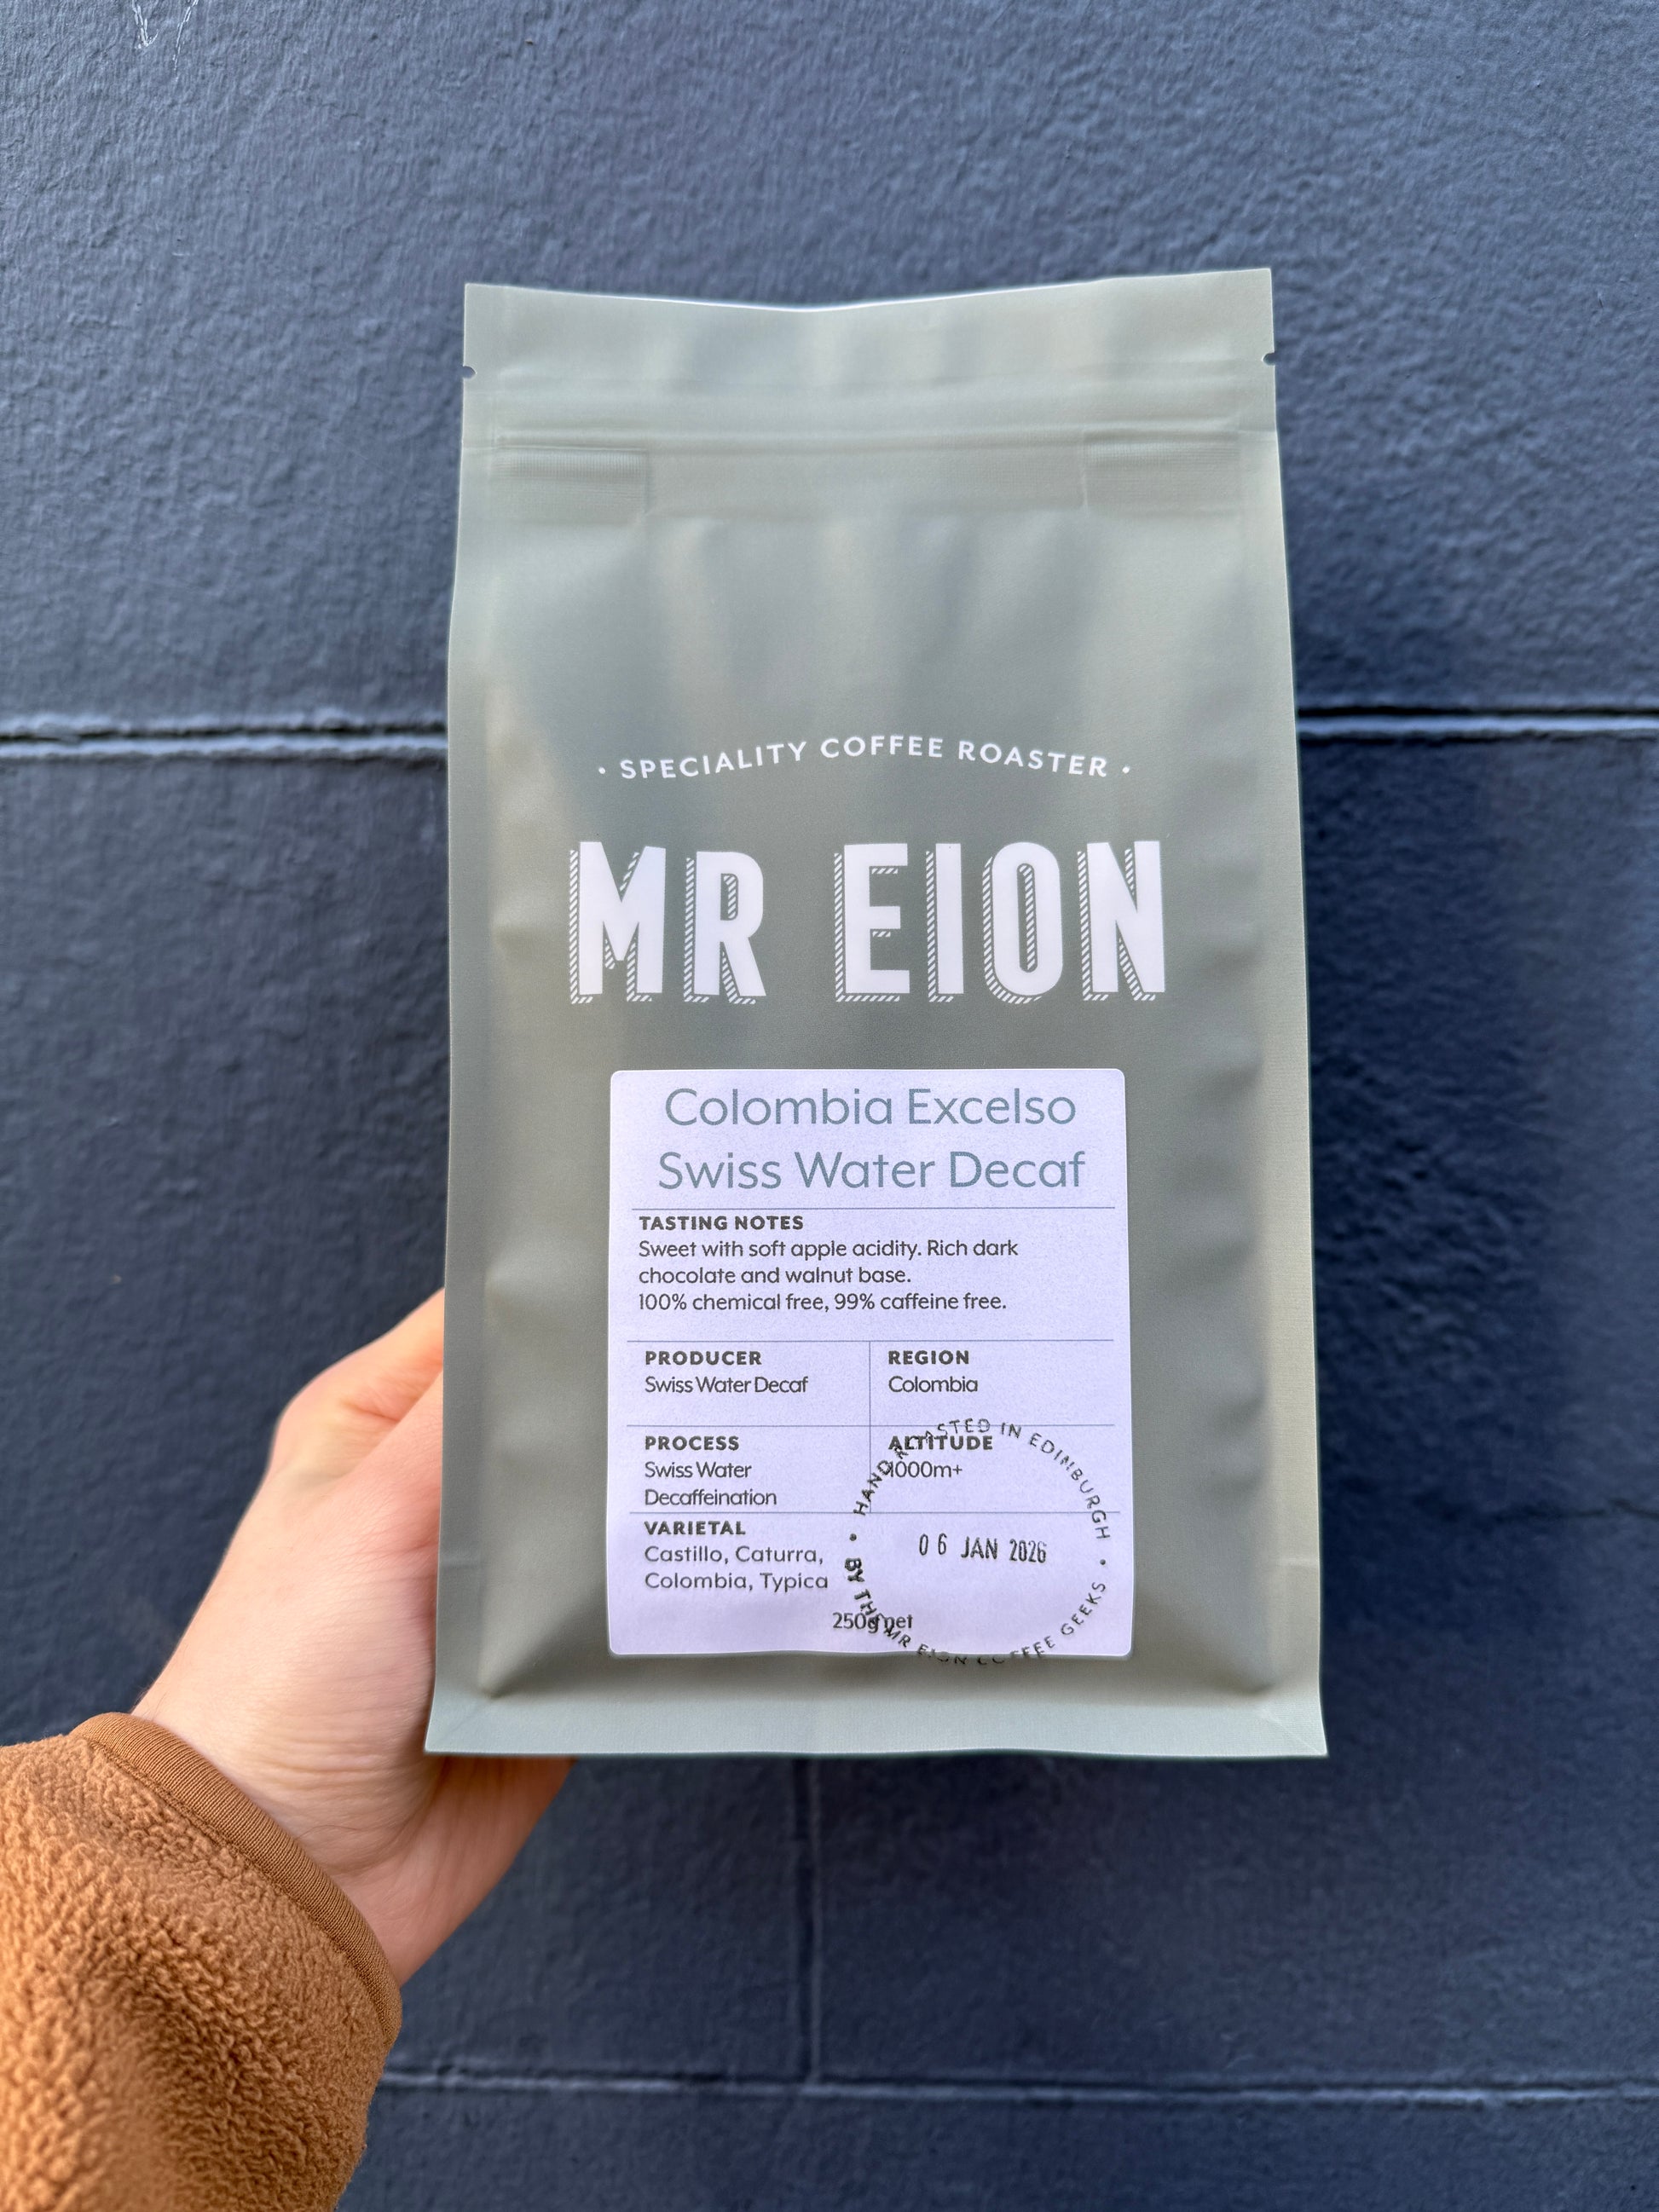 · SPECIALITY COFFEE ROASTER ·
MR EION
Colombia Excelso
Swiss Water Decaf
TASTING NOTES
Sweet with soft apple acidity. Rich dark
chocolate and walnut base.
100% chemical free, 99% caffeine free.
PRODUCER
Swiss Water Decaf
REGION
Colombia
PROCESS
Swiss Water
Decaffeination
ALTITUDE
1000m+
VARIETAL
Castillo, Caturra,
Colombia, Typica
250g net
HAND ROASTED IN EDINBURGH
06 JAN 2026
• BY THE MR EION COFFEE GEEKS •